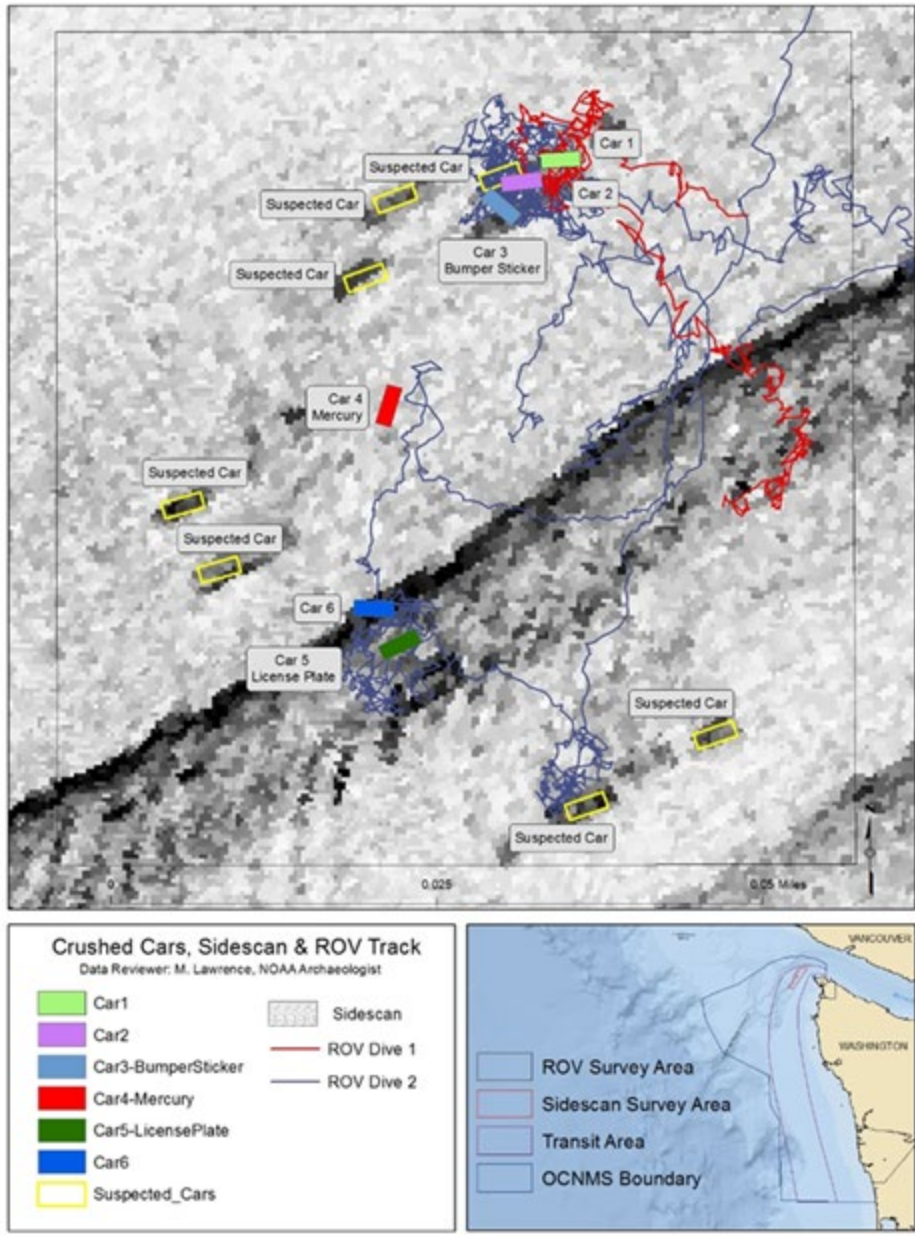 Car 1
Suspected Car
Car 2
Suspected Car
Car 3
Bumper Sticker
Suspected Car
Car 4
Mercury
Suspected Car
Suspected Car
Car 6
Car 5
License Plate
Suspected Car
Suspected Car
0
0.025
0.05 Miles
Crushed Cars, Sidescan & ROV Track
Data Reviewer: M. Lawrence, NOAA Archaeologist
Car1
Car2
Car3-BumperSticker
Car4-Mercury
Car5-LicensePlate
Car6
Suspected_Cars
Sidescan
ROV Dive 1
ROV Dive 2
VANCOUVER
WASHINGTON
ROV Survey Area
Sidescan Survey Area
Transit Area
OCNMS Boundary